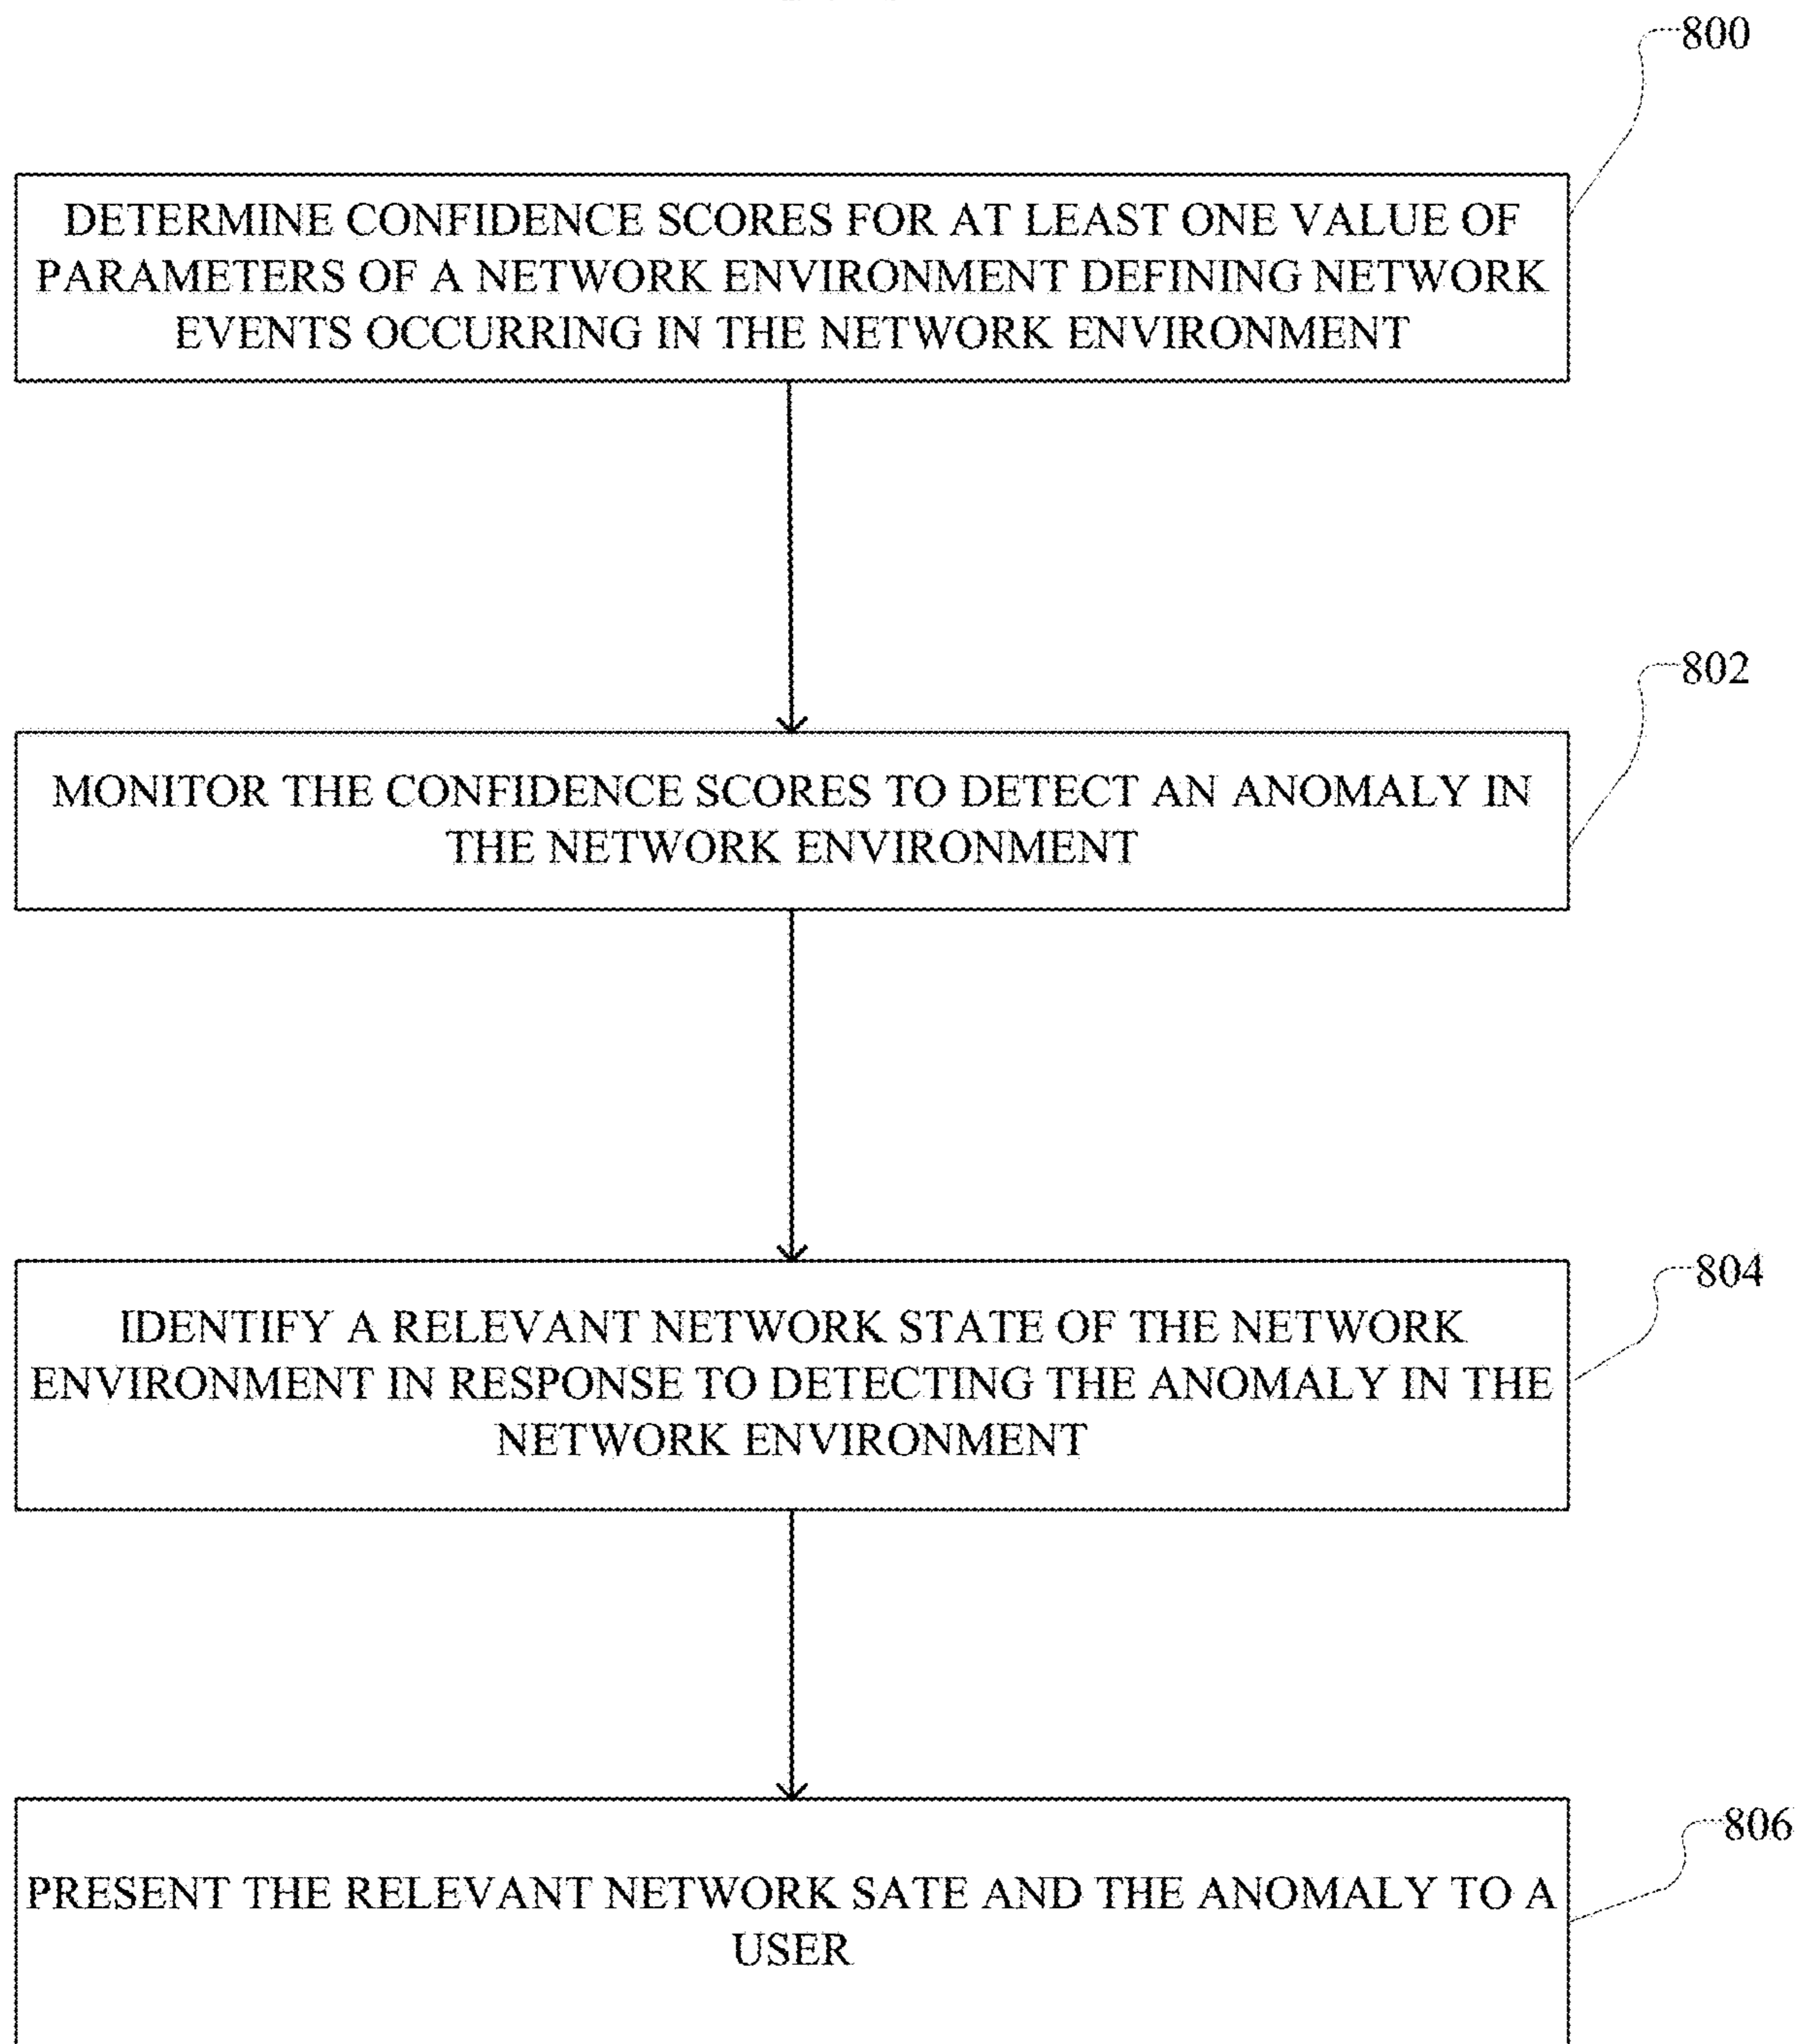 800
DETERMINE CONFIDENCE SCORES FOR AT LEAST ONE VALUE OF
PARAMETERS OF A NETWORK ENVIRONMENT DEFINING NETWORK
EVENTS OCCURRING IN THE NETWORK ENVIRONMENT
802
MONITOR THE CONFIDENCE SCORES TO DETECT AN ANOMALY IN
THE NETWORK ENVIRONMENT
804
IDENTIFY A RELEVANT NETWORK STATE OF THE NETWORK
ENVIRONMENT IN RESPONSE TO DETECTING THE ANOMALY IN THE
NETWORK ENVIRONMENT
806
PRESENT THE RELEVANT NETWORK SATE AND THE ANOMALY TO A
USER